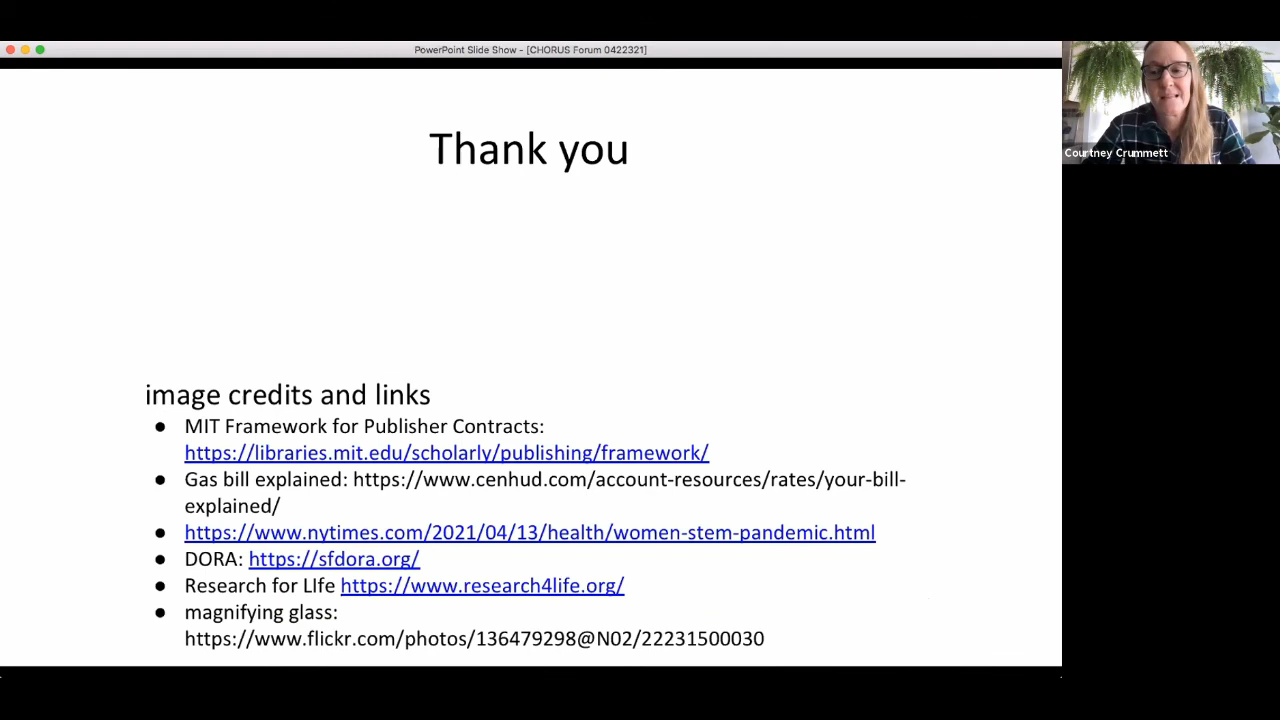 PowerPoint Slide Show - [CHORUS Forum 0422321]
Courtney Crummett
Thank you
image credits and links
● MIT Framework for Publisher Contracts:
https://libraries.mit.edu/scholarly/publishing/framework/
● Gas bill explained: https://www.cenhud.com/account-resources/rates/your-bill-
explained/
● https://www.nytimes.com/2021/04/13/health/women-stem-pandemic.html
● DORA: https://sfdora.org/
● Research for LIfe https://www.research4life.org/
● magnifying glass:
https://www.flickr.com/photos/136479298@N02/22231500030